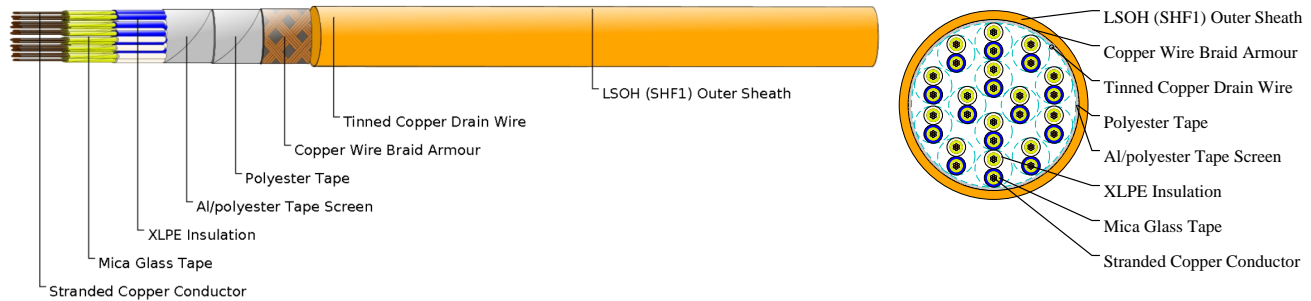 LSOH (SHF1) Outer Sheath
Tinned Copper Drain Wire
Copper Wire Braid Armour
Polyester Tape
Al/polyester Tape Screen
XLPE Insulation
Mica Glass Tape
Stranded Copper Conductor
LSOH (SHF1) Outer Sheath
Copper Wire Braid Armour
Tinned Copper Drain Wire
Polyester Tape
Al/polyester Tape Screen
XLPE Insulation
Mica Glass Tape
Stranded Copper Conductor